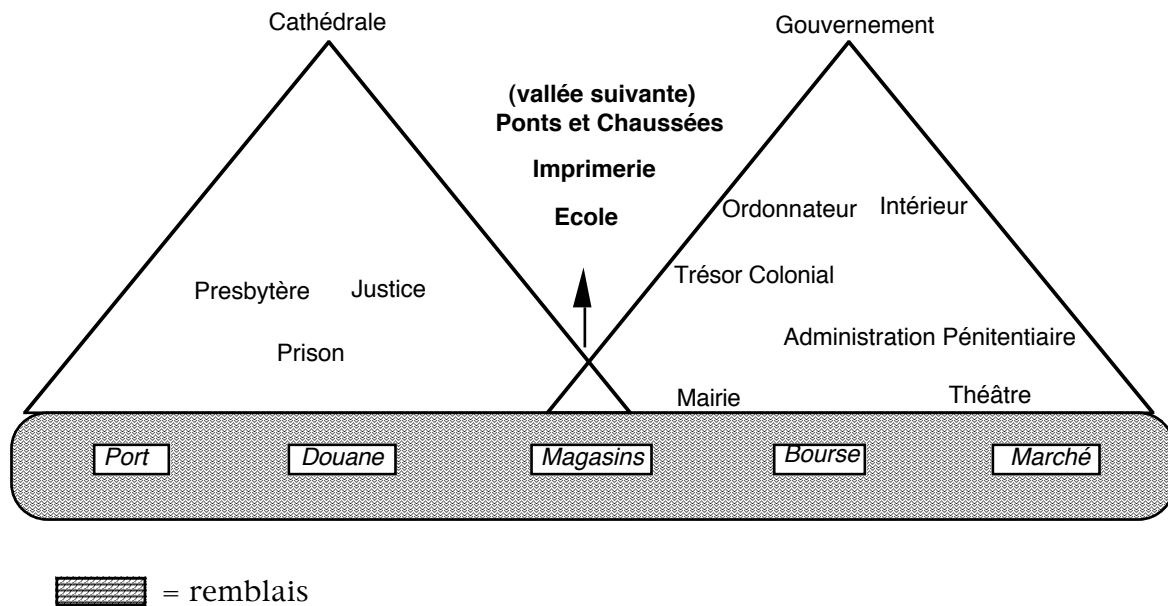 Cathédrale
Gouvernement
(vallée suivante)
Ponts et Chaussées
Imprimerie
Ecole
Ordonnateur
Intérieur
Trésor Colonial
Presbytère
Justice
Administration Pénitentiaire
Prison
Mairie
Théâtre
Port
Douane
Magasins
Bourse
Marché
= remblais